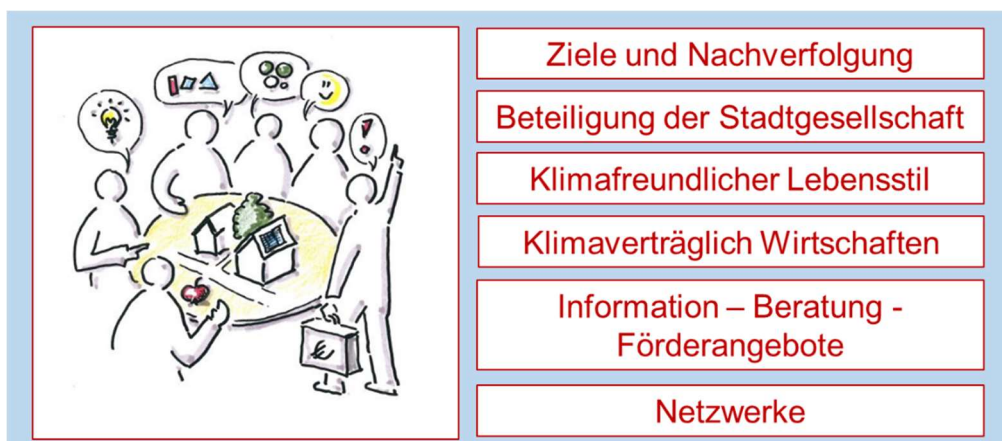 Ziele und Nachverfolgung
Beteiligung der Stadtgesellschaft
Klimafreundlicher Lebensstil
Klimaverträglich Wirtschaften
Information – Beratung -
Förderangebote
Netzwerke
!
€